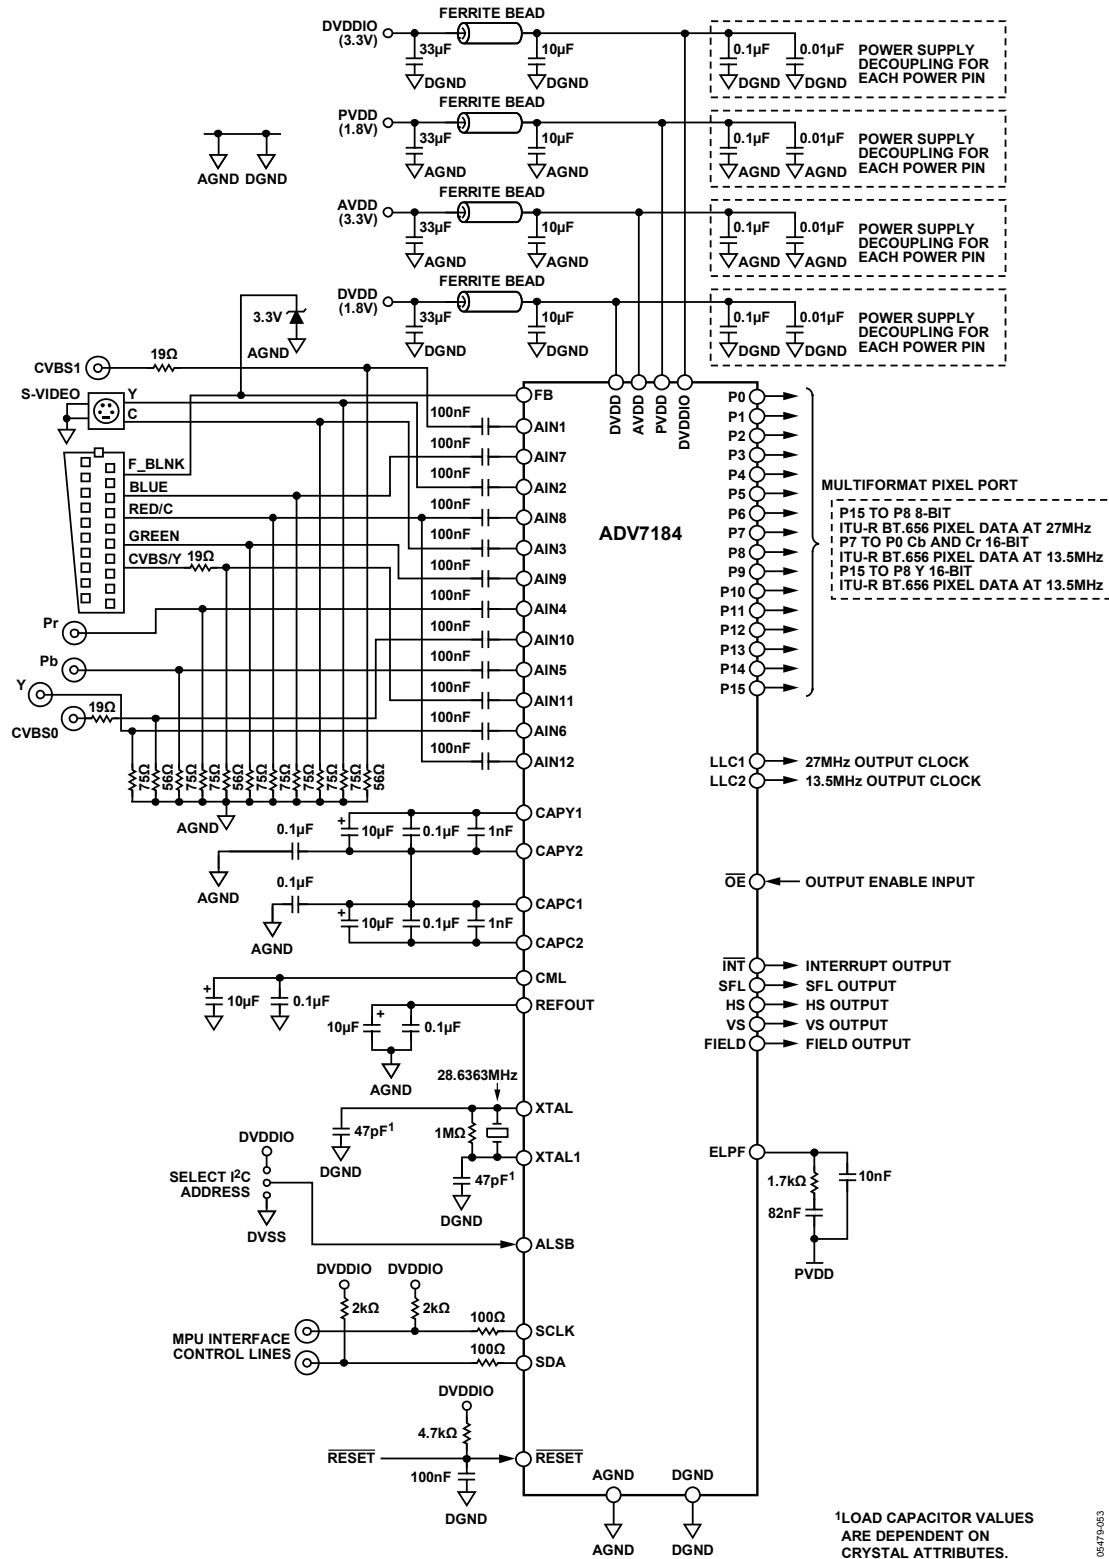 FERRITE BEAD
DVDDIO
(3.3V)
33µF
10µF
0.1µF
0.01µF
DGND
DGND
DGND
DGND
POWER SUPPLY
DECOUPLING FOR
EACH POWER PIN
FERRITE BEAD
PVDD
(1.8V)
33µF
10µF
0.1µF
0.01µF
AGND
AGND
AGND
AGND
POWER SUPPLY
DECOUPLING FOR
EACH POWER PIN
AGND DGND
FERRITE BEAD
AVDD
(3.3V)
33µF
10µF
0.1µF
0.01µF
AGND
AGND
AGND
AGND
POWER SUPPLY
DECOUPLING FOR
EACH POWER PIN
FERRITE BEAD
DVDD
(1.8V)
33µF
10µF
0.1µF
0.01µF
DGND
DGND
DGND
DGND
POWER SUPPLY
DECOUPLING FOR
EACH POWER PIN
3.3V
AGND
CVBS1
19Ω
S-VIDEO
Y
C
F_BLNK
BLUE
RED/C
GREEN
CVBS/Y
19Ω
Pr
Pb
Y
CVBS0
19Ω
75Ω
56Ω
75Ω
75Ω
56Ω
75Ω
75Ω
75Ω
75Ω
75Ω
56Ω
AGND
100nF
100nF
100nF
100nF
100nF
100nF
100nF
100nF
100nF
100nF
100nF
100nF
FB
AIN1
AIN7
AIN2
AIN8
AIN3
AIN9
AIN4
AIN10
AIN5
AIN11
AIN6
AIN12
DVDD
AVDD
PVDD
DVDDIO
ADV7184
P0
P1
P2
P3
P4
P5
P6
P7
P8
P9
P10
P11
P12
P13
P14
P15
MULTIFORMAT PIXEL PORT
P15 TO P8 8-BIT
ITU-R BT.656 PIXEL DATA AT 27MHz
P7 TO P0 Cb AND Cr 16-BIT
ITU-R BT.656 PIXEL DATA AT 13.5MHz
P15 TO P8 Y 16-BIT
ITU-R BT.656 PIXEL DATA AT 13.5MHz
LLC1
27MHz OUTPUT CLOCK
LLC2
13.5MHz OUTPUT CLOCK
CAPY1
+
10µF
0.1µF
1nF
0.1µF
CAPY2
AGND
0.1µF
CAPC1
+
10µF
0.1µF
1nF
AGND
CAPC2
OE
OUTPUT ENABLE INPUT
CML
+
10µF
0.1µF
REFOUT
10µF
+
0.1µF
AGND
INT
INTERRUPT OUTPUT
SFL
SFL OUTPUT
HS
HS OUTPUT
VS
VS OUTPUT
FIELD
FIELD OUTPUT
28.6363MHz
XTAL
47pF1
1MΩ
DGND
XTAL1
47pF1
DGND
DVDDIO
SELECT I2C
ADDRESS
DVSS
ALSB
ELPF
1.7kΩ
10nF
82nF
PVDD
DVDDIO
DVDDIO
2kΩ
2kΩ
100Ω
SCLK
MPU INTERFACE
CONTROL LINES
100Ω
SDA
DVDDIO
4.7kΩ
RESET
RESET
100nF
DGND
AGND
DGND
AGND
DGND
1LOAD CAPACITOR VALUES
ARE DEPENDENT ON
CRYSTAL ATTRIBUTES.
05479-053